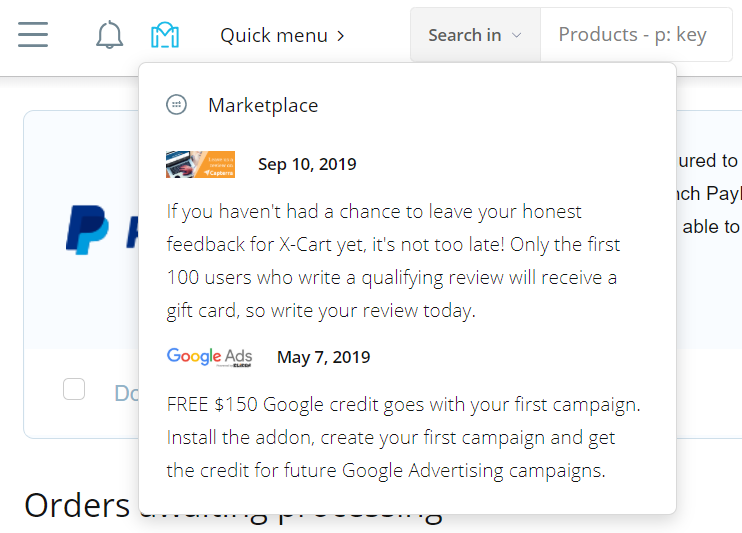 Quick menu
Search in
Products - p: key
Marketplace
Sep 10, 2019
Capterra
If you haven't had a chance to leave your honest
feedback for X-Cart yet, it's not too late! Only the first
100 users who write a qualifying review will receive a
gift card, so write your review today.
Google Ads
May 7, 2019
FREE $150 Google credit goes with your first campaign.
Install the addon, create your first campaign and get
the credit for future Google Advertising campaigns.
ured to
nch Payl
able to
Do
Orders awaiting processing